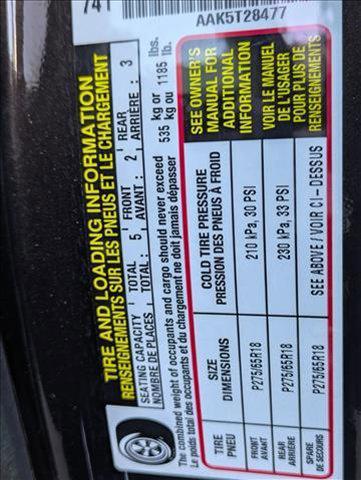 741
AAK5T28477
TIRE AND LOADING INFORMATION
RENSEIGNEMENTS SUR LES PNEUS ET LE CHARGEMENT
SEATING CAPACITY TOTAL: 5 FRONT 2 REAR 3
NOMBRE DE PLACES, TOTAL: AVANT: ARRIÈRE:
The combined weight of occupants and cargo should never exceed 535 kg or 1185 lbs.
Le poids total des occupants et du chargement ne doit jamais dépasser kg ou lb.
TIRE SIZE COLD TIRE PRESSURE
PNEU DIMENSIONS PRESSION DES PNEUS À FROID
FRONT
AVANT P275/65R18 210 kPa, 30 PSI
REAR
ARRIÈRE P275/65R18 230 kPa, 33 PSI
SPARE
DE SECOURS P275/65R18 SEE ABOVE / VOIR CI-DESSUS
SEE OWNER'S
MANUAL FOR
ADDITIONAL
INFORMATION
VOIR LE MANUEL
DE L'USAGER
POUR PLUS DE
RENSEIGNEMENTS